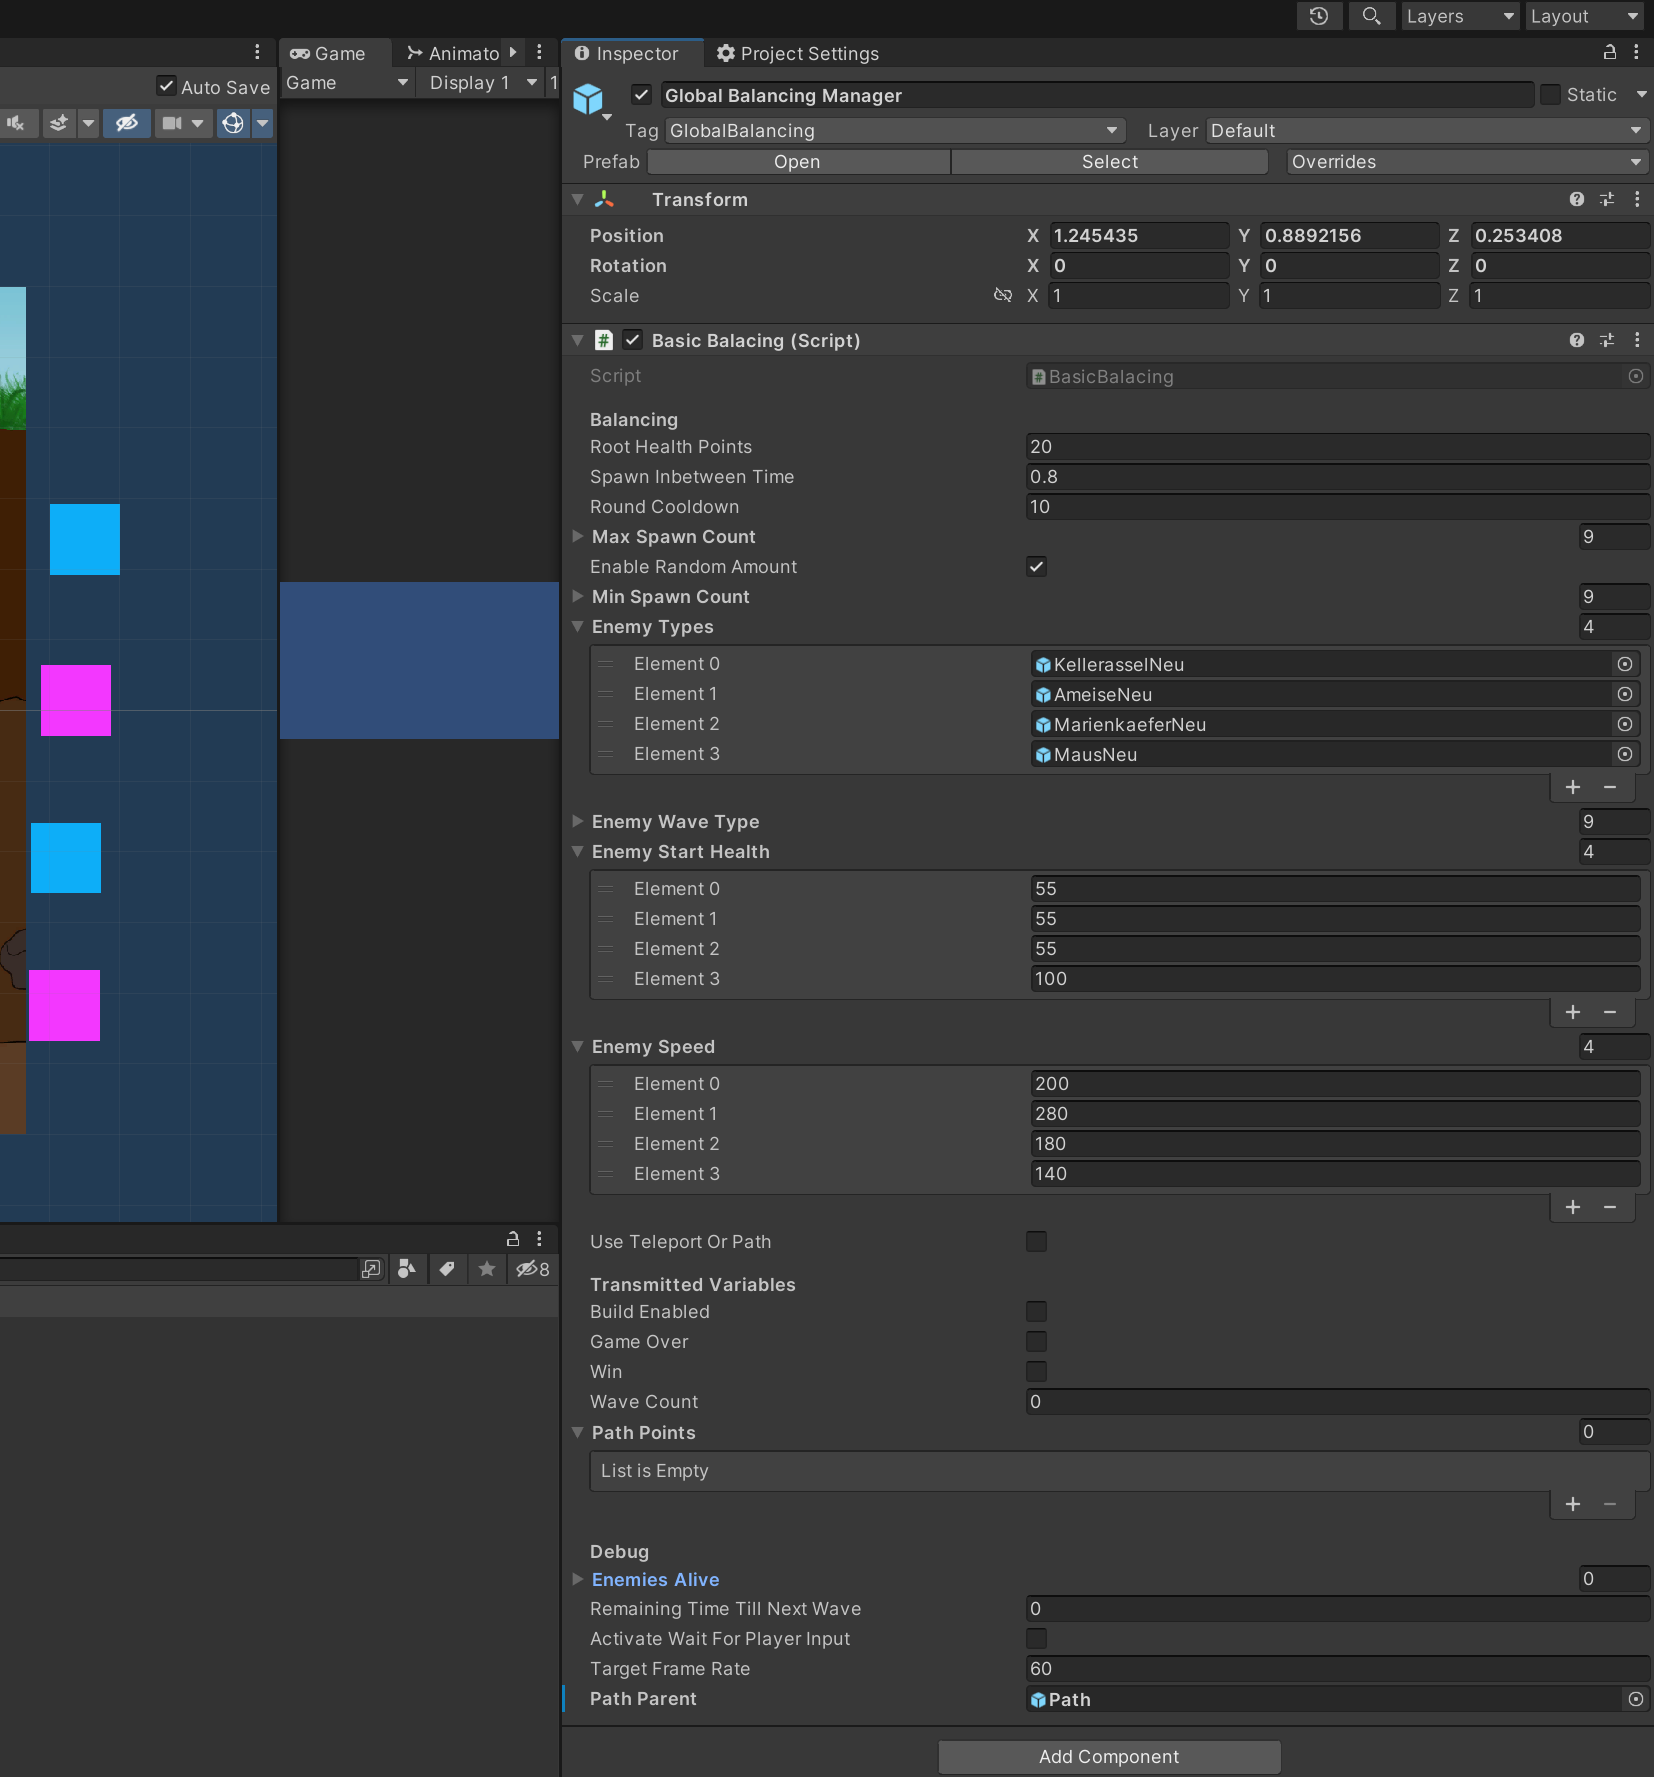 Layers
Layout
Game
Animato
Inspector
Project Settings
Auto Save
Game
Display 1
1
Global Balancing Manager
Static
Tag
GlobalBalancing
Layer
Default
Prefab
Open
Select
Overrides
Transform
Position X 1.245435 Y 0.8892156 Z 0.253408
Rotation X 0 Y 0 Z 0
Scale X 1 Y 1 Z 1
# Basic Balacing (Script)
Script # BasicBalacing
Balancing
Root Health Points 20
Spawn Inbetween Time 0.8
Round Cooldown 10
Max Spawn Count 9
Enable Random Amount
Min Spawn Count 9
Enemy Types 4
Element 0 KellerasselNeu
Element 1 AmeiseNeu
Element 2 MarienkaeferNeu
Element 3 MausNeu
+ −
Enemy Wave Type 9
Enemy Start Health 4
Element 0 55
Element 1 55
Element 2 55
Element 3 100
+ −
Enemy Speed 4
Element 0 200
Element 1 280
Element 2 180
Element 3 140
+ −
Use Teleport Or Path
8
Transmitted Variables
Build Enabled
Game Over
Win
Wave Count 0
Path Points 0
List is Empty
+ −
Debug
Enemies Alive 0
Remaining Time Till Next Wave 0
Activate Wait For Player Input
Target Frame Rate 60
Path Parent Path
Add Component